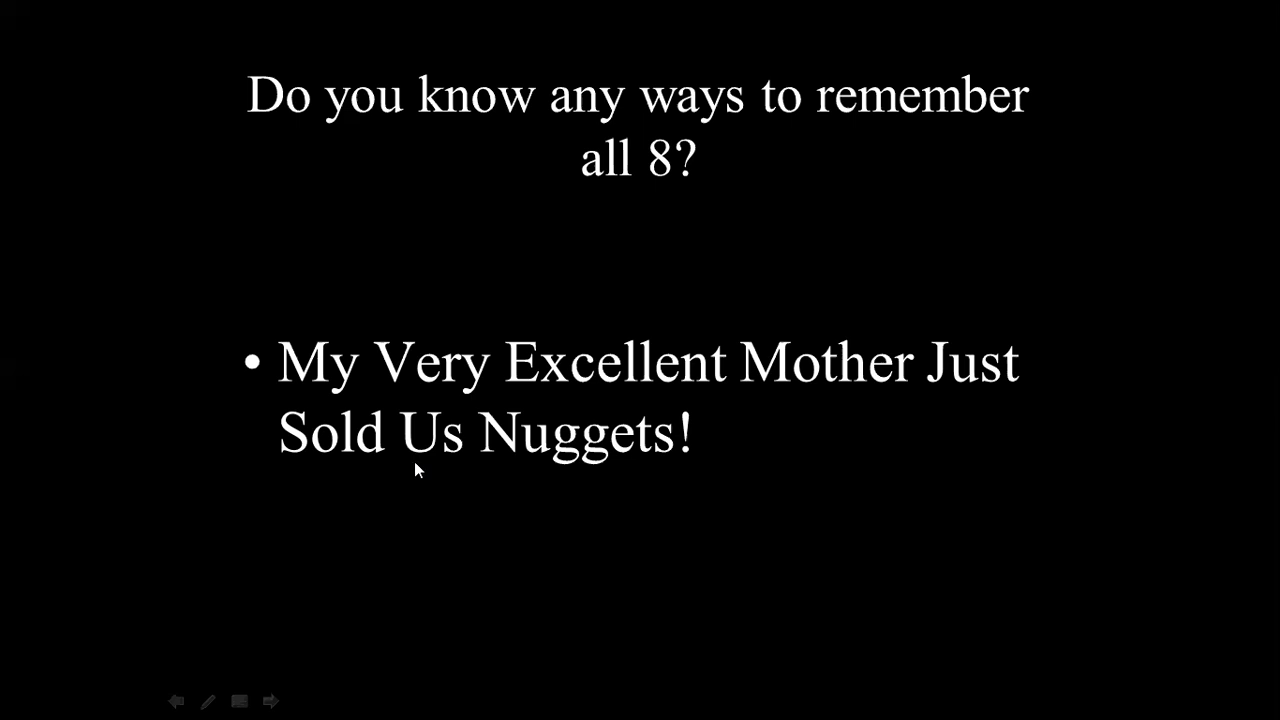 Do you know any ways to remember
all 8?
• My Very Excellent Mother Just
Sold Us Nuggets!